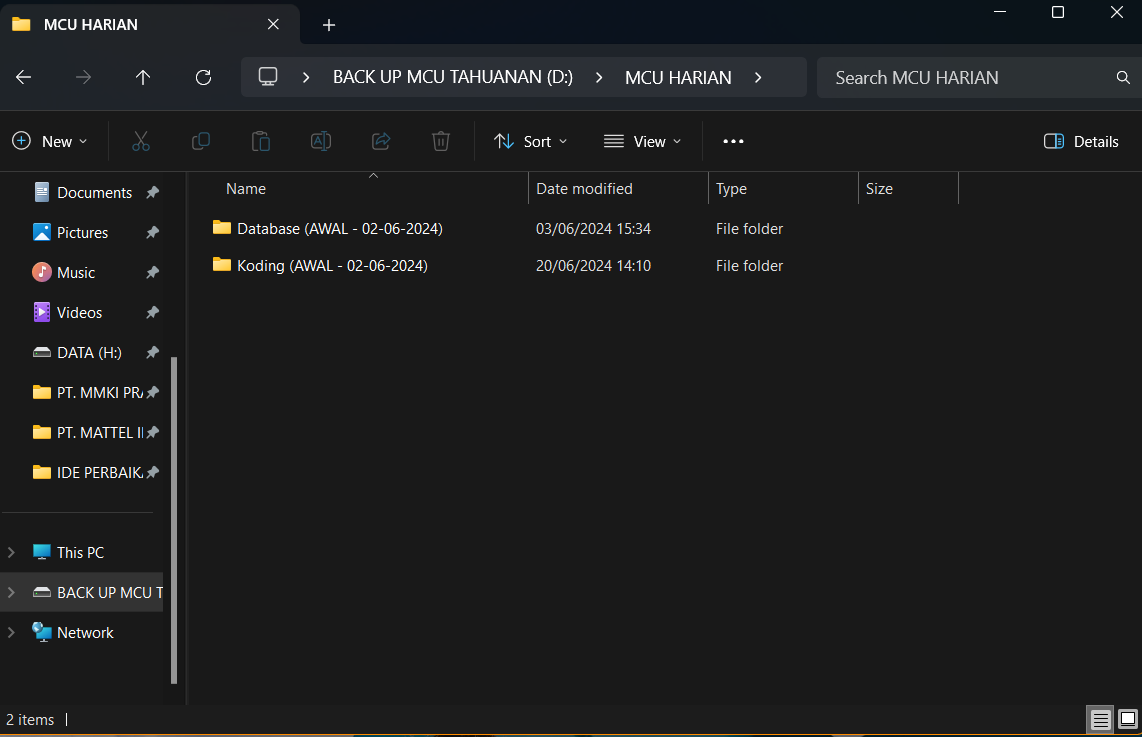 MCU HARIAN
BACK UP MCU TAHUANAN (D:) MCU HARIAN
Search MCU HARIAN
New
Sort
View
Details
Name Date modified Type Size
Database (AWAL - 02-06-2024) 03/06/2024 15:34 File folder
Koding (AWAL - 02-06-2024) 20/06/2024 14:10 File folder
Documents
Pictures
Music
Videos
DATA (H:)
PT. MMKI PR
PT. MATTEL
IDE PERBAIK
This PC
BACK UP MCU T
Network
2 items